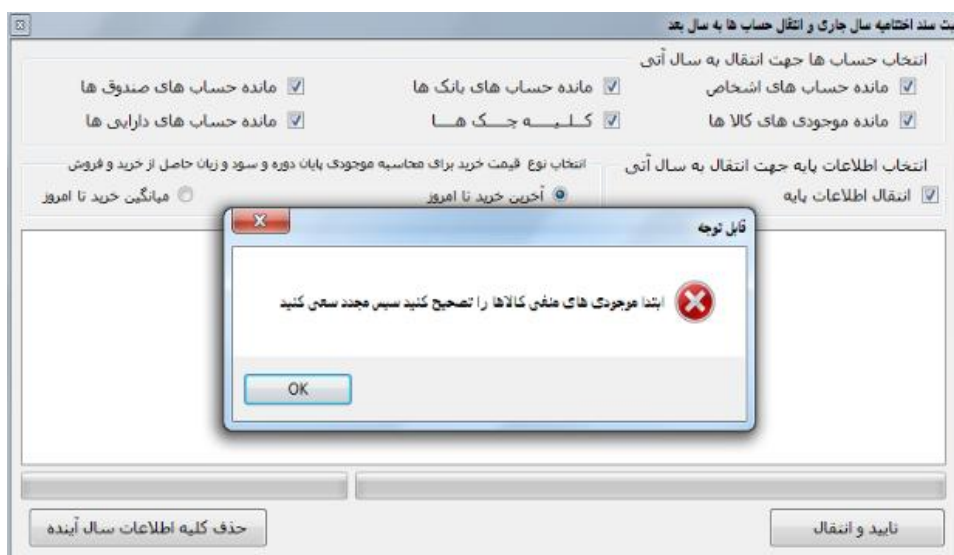 بت سند اختتامیه سال جاری و انتقال حساب ها به سال بعد
انتخاب حساب ها جهت انتقال به سال آتی
مانده حساب های اشخاص
مانده حساب های بانک ها
مانده حساب های صندوق ها
مانده موجودی های کالا ها
کلیه چک ها
مانده حساب های دارایی ها
انتخاب اطلاعات پایه جهت انتقال به سال آتی
انتخاب نوع قیمت خرید برای محاسبه موجودی پایان دوره و سود و زیان حاصل از خرید و فروش
انتقال اطلاعات پایه
آخرین خرید تا امروز
میانگین خرید تا امروز
قابل توجه
ابتدا موجودی های منفی کالاها را تصحیح کنید سپس مجدد سعی کنید
OK
تایید و انتقال
حذف کلیه اطلاعات سال آینده